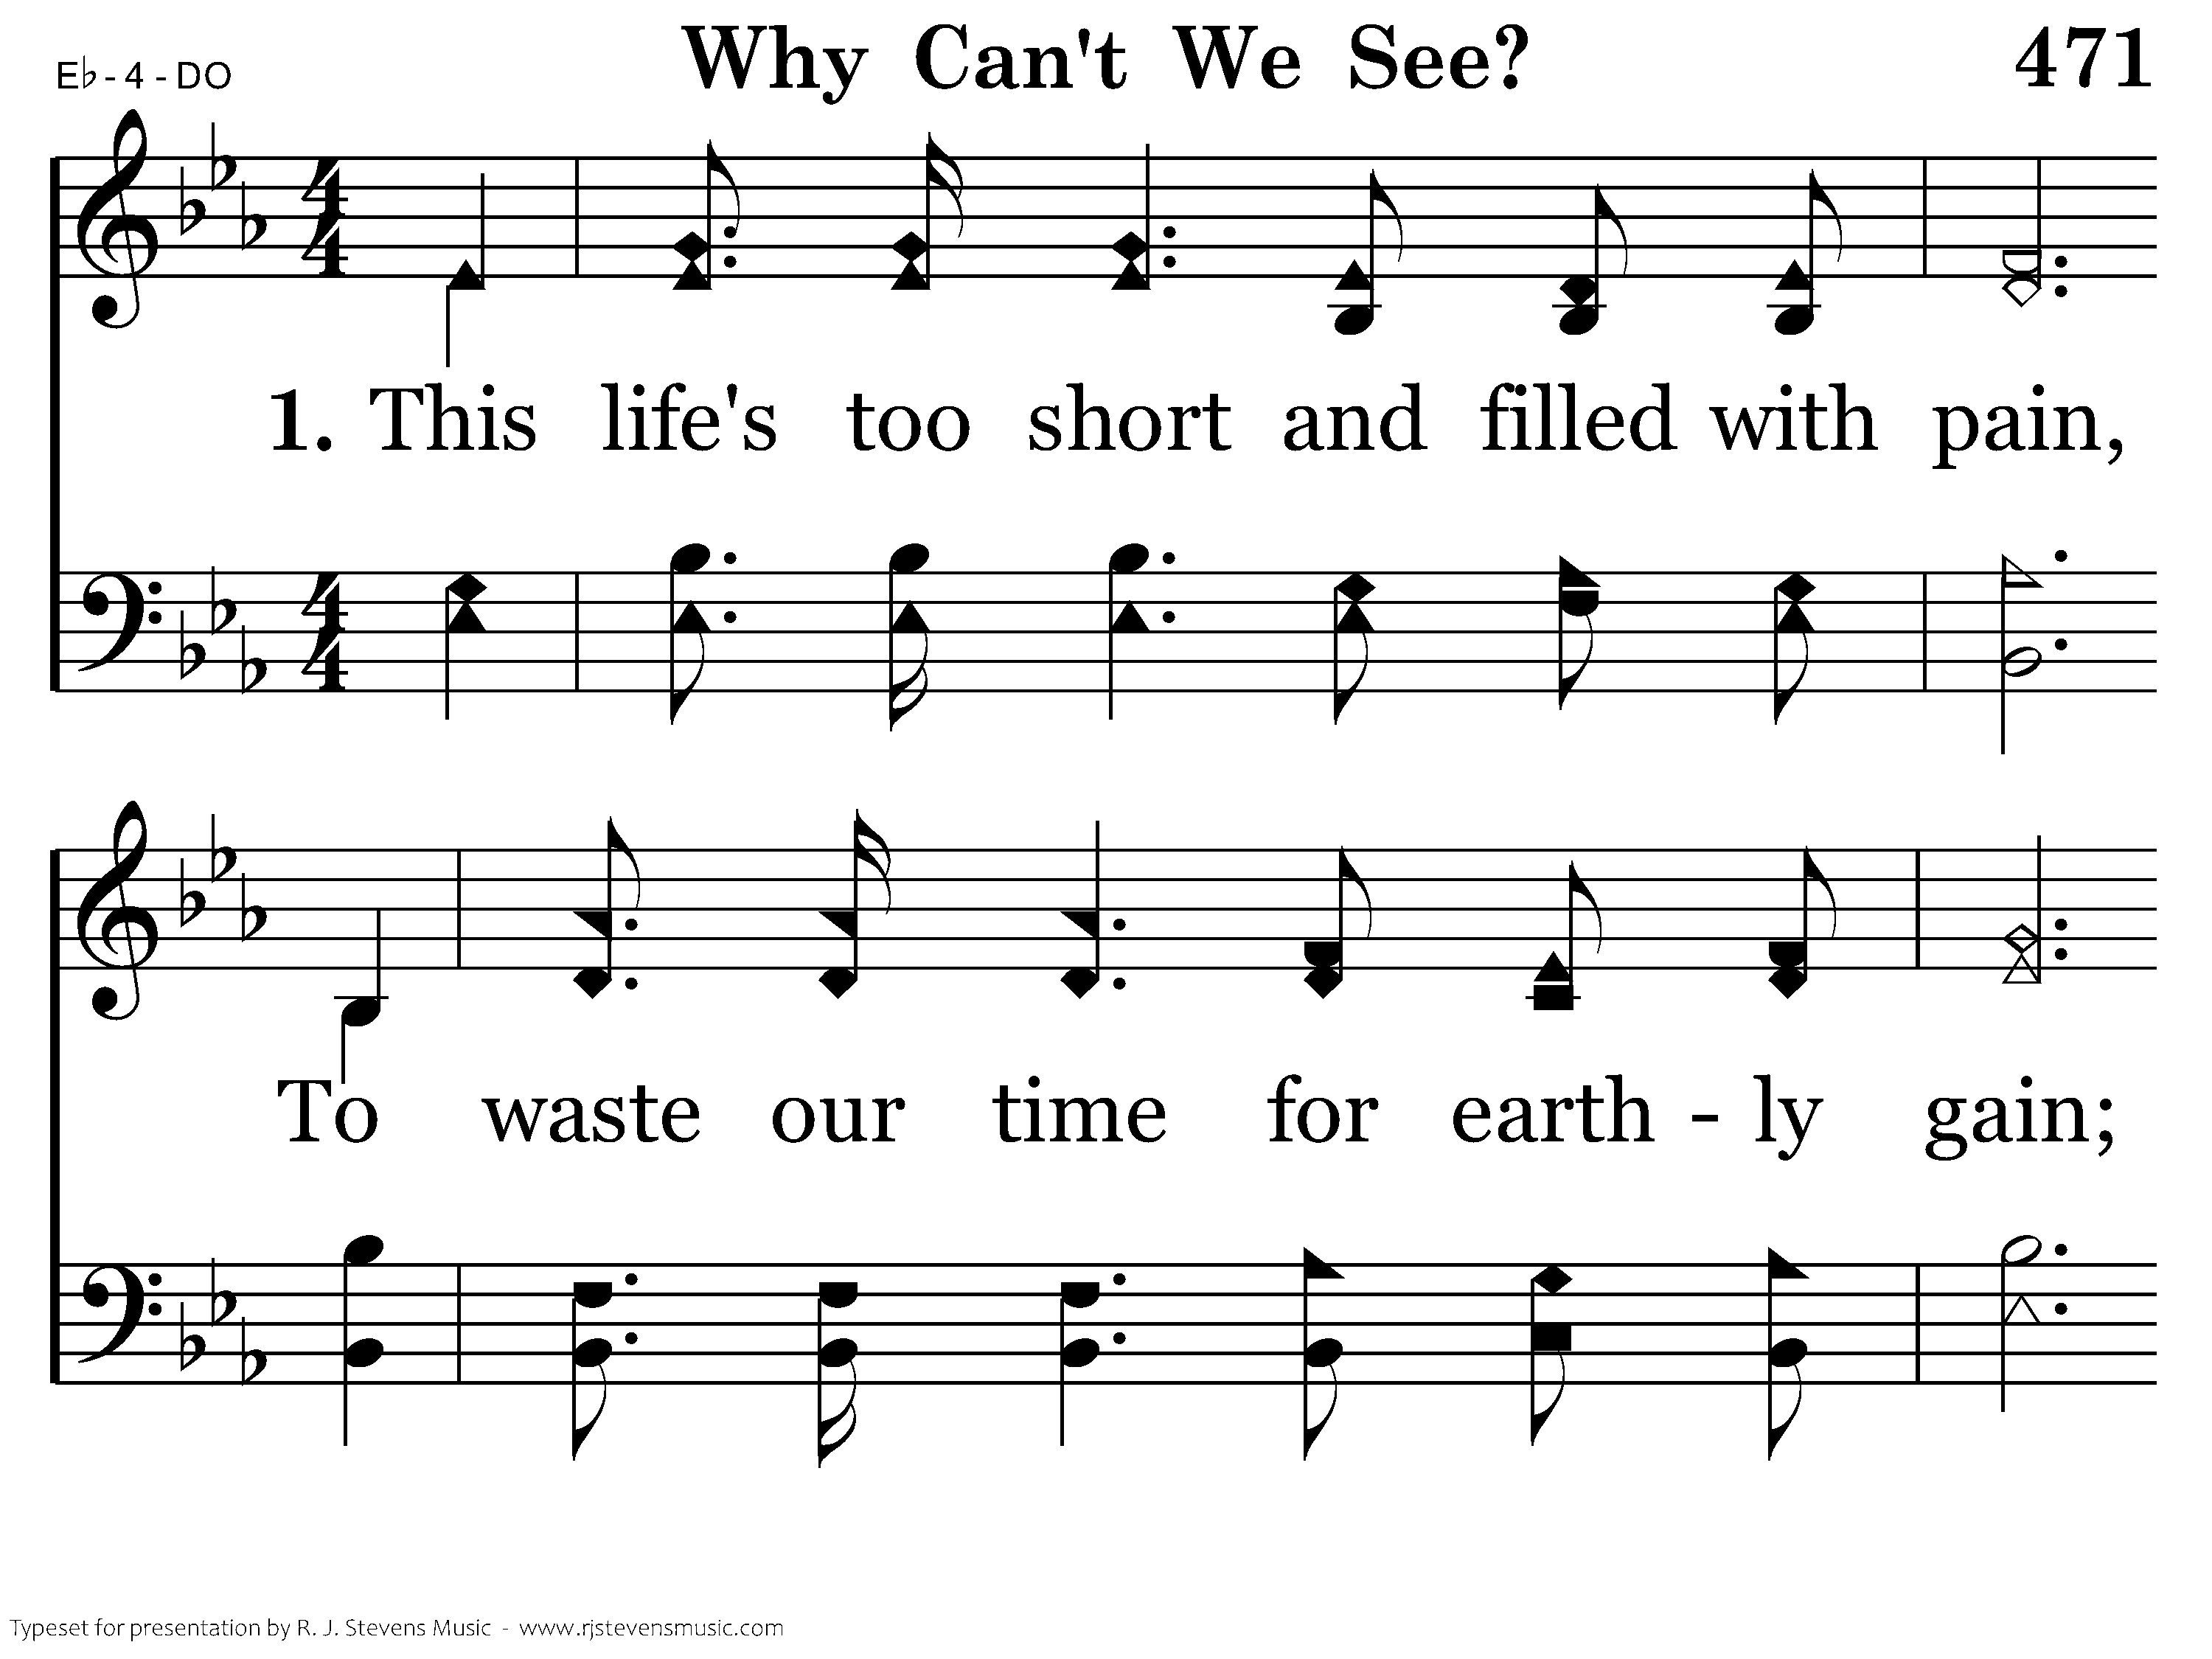 Why Can't We See? 471
E♭ - 4 - DO
1. This life's too short and filled with pain,
To waste our time for earth - ly gain;
Typeset for presentation by R. J. Stevens Music - www.rjstevensmusic.com